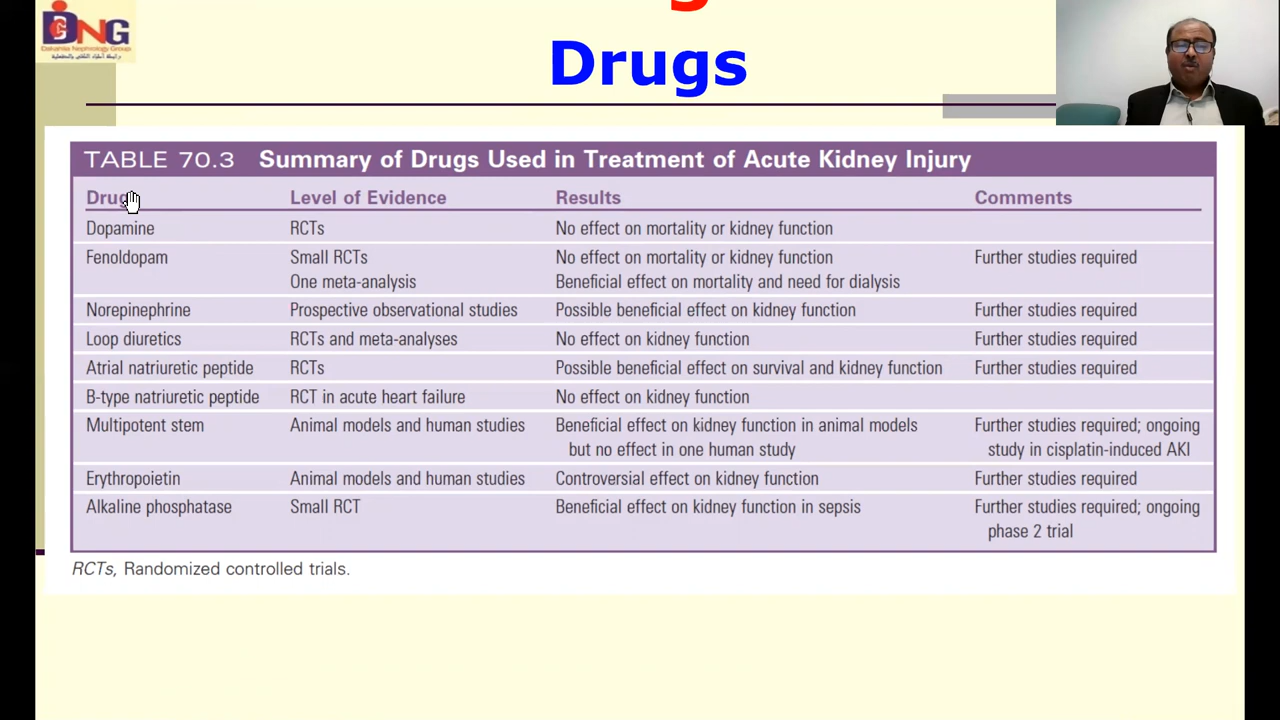 DNG
Dakahlia Nephrology Group
Drugs
TABLE 70.3 Summary of Drugs Used in Treatment of Acute Kidney Injury
Drug Level of Evidence Results Comments
Dopamine RCTs No effect on mortality or kidney function
Fenoldopam Small RCTs No effect on mortality or kidney function Further studies required
One meta-analysis Beneficial effect on mortality and need for dialysis
Norepinephrine Prospective observational studies Possible beneficial effect on kidney function Further studies required
Loop diuretics RCTs and meta-analyses No effect on kidney function Further studies required
Atrial natriuretic peptide RCTs Possible beneficial effect on survival and kidney function Further studies required
B-type natriuretic peptide RCT in acute heart failure No effect on kidney function
Multipotent stem Animal models and human studies Beneficial effect on kidney function in animal models Further studies required; ongoing
but no effect in one human study study in cisplatin-induced AKI
Erythropoietin Animal models and human studies Controversial effect on kidney function Further studies required
Alkaline phosphatase Small RCT Beneficial effect on kidney function in sepsis Further studies required; ongoing
phase 2 trial
RCTs, Randomized controlled trials.